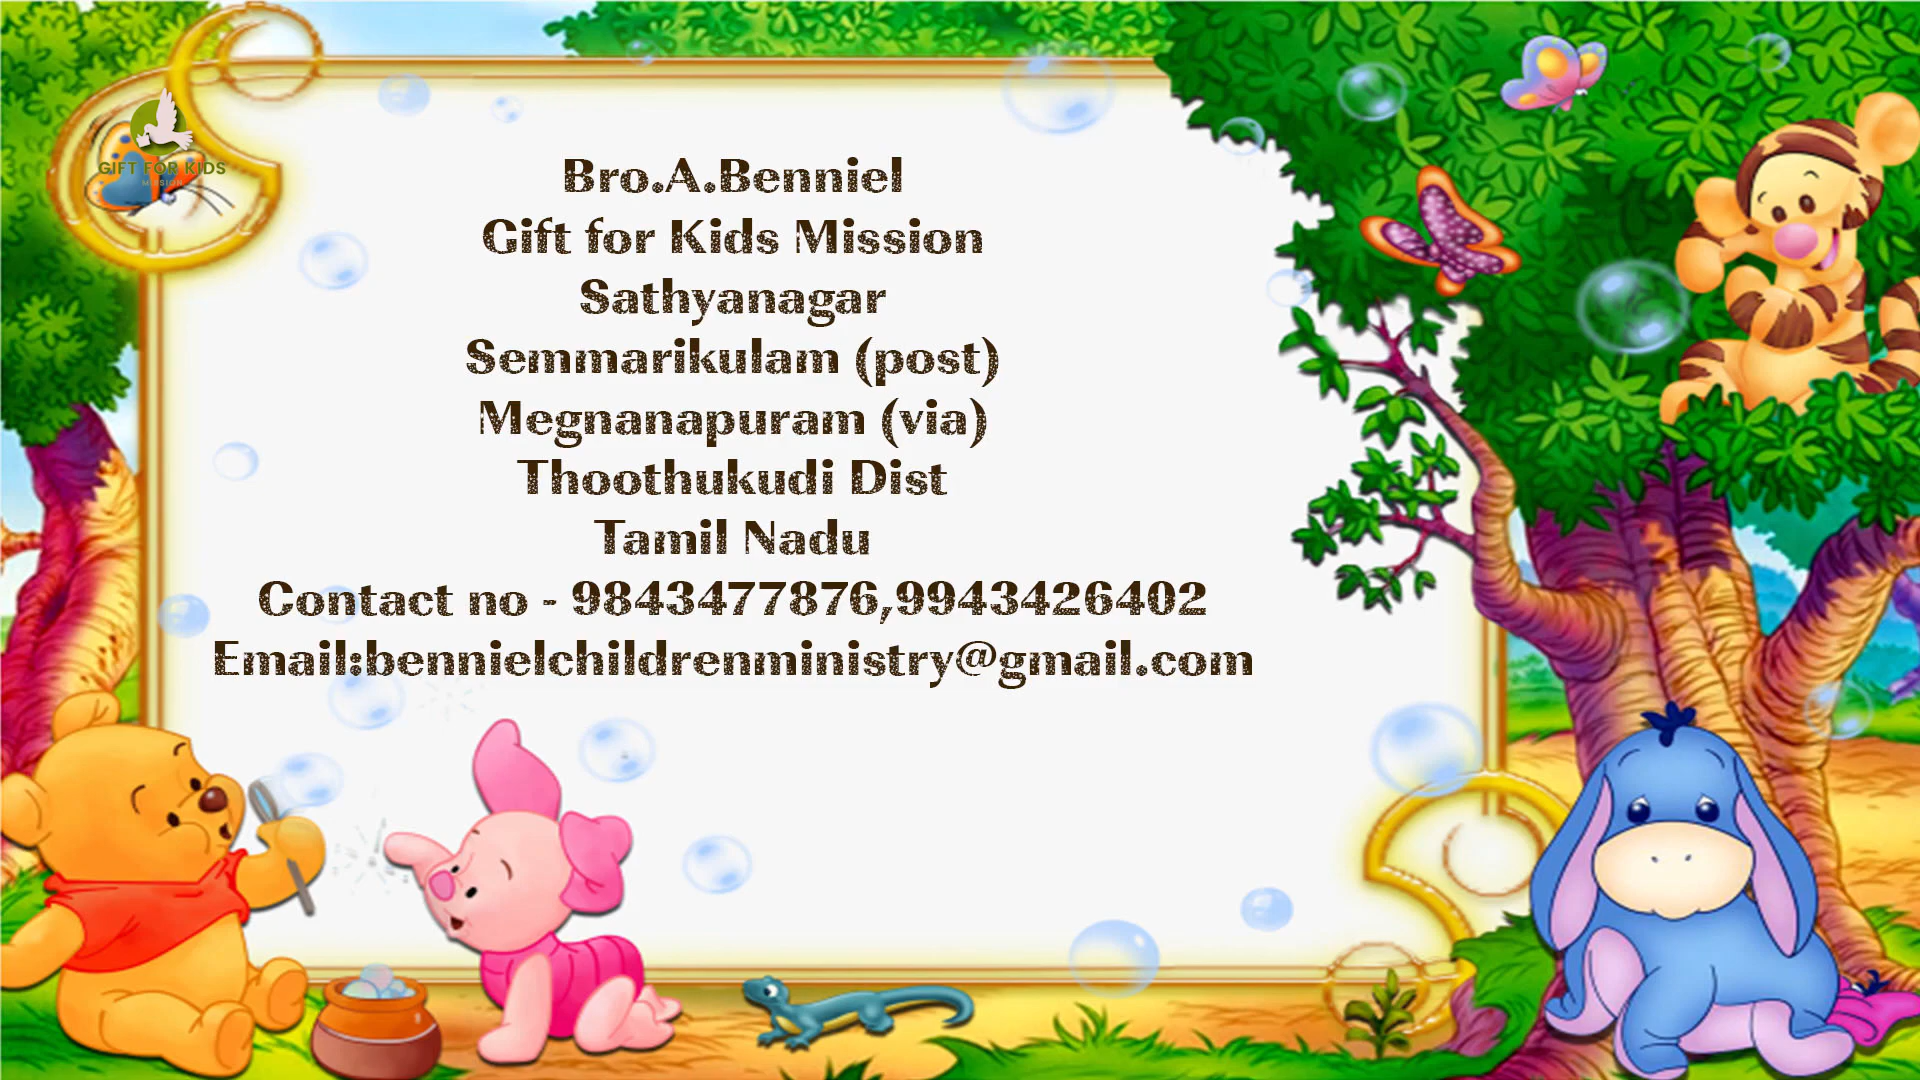 GIFT FOR KIDS
MISSION
Bro.A.Benniel
Gift for Kids Mission
Sathyanagar
Semmarikulam (post)
Megnanapuram (via)
Thoothukudi Dist
Tamil Nadu
Contact no - 9843477876,9943426402
Email:bennielchildrenministry@gmail.com